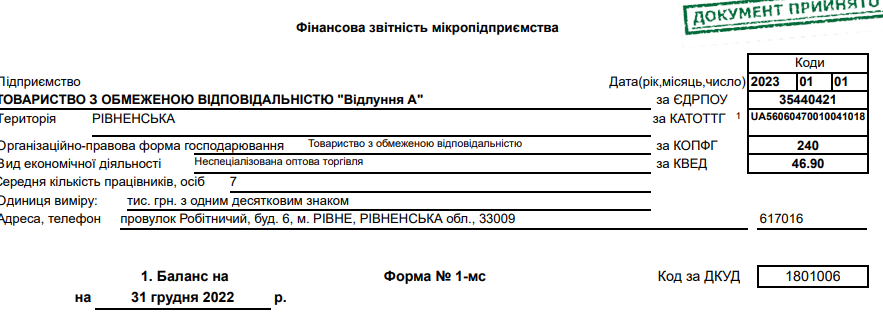 ДОКУМЕНТ ПРИЙНЯТО
Фінансова звітність мікропідприємства
Коди
Підприємство Дата(рік,місяць,число) 2023 01 01
ТОВАРИСТВО З ОБМЕЖЕНОЮ ВІДПОВІДАЛЬНІСТЮ "Відлуння А" за ЄДРПОУ 35440421
Територія РІВНЕНСЬКА за КАТОТТГ 1 UA56060470010041018
Організаційно-правова форма господарювання Товариство з обмеженою відповідальністю за КОПФГ 240
Вид економічної діяльності Неспеціалізована оптова торгівля за КВЕД 46.90
Середня кількість працівників, осіб 7
Одиниця виміру: тис. грн. з одним десятковим знаком
Адреса, телефон провулок Робітничий, буд. 6, м. РІВНЕ, РІВНЕНСЬКА обл., 33009 617016
1. Баланс на Форма № 1-мс Код за ДКУД 1801006
на 31 грудня 2022 р.